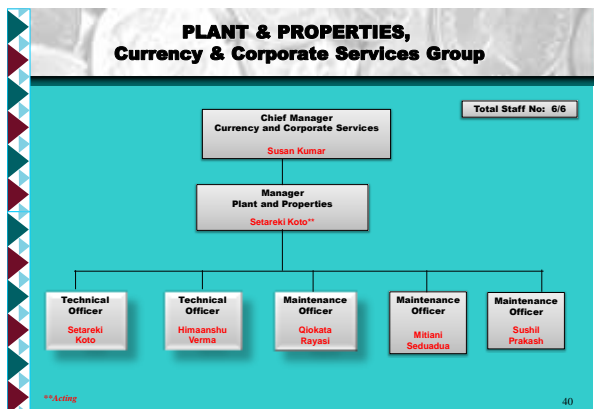 PLANT & PROPERTIES,
Currency & Corporate Services Group
Total Staff No: 6/6
Chief Manager
Currency and Corporate Services
Susan Kumar
Manager
Plant and Properties
Setareki Koto**
Technical
Officer
Setareki
Koto
Technical
Officer
Himaanshu
Verma
Maintenance
Officer
Qiokata
Rayasi
Maintenance
Officer
Mitiani
Seduadua
Maintenance
Officer
Sushil
Prakash
**Acting
40